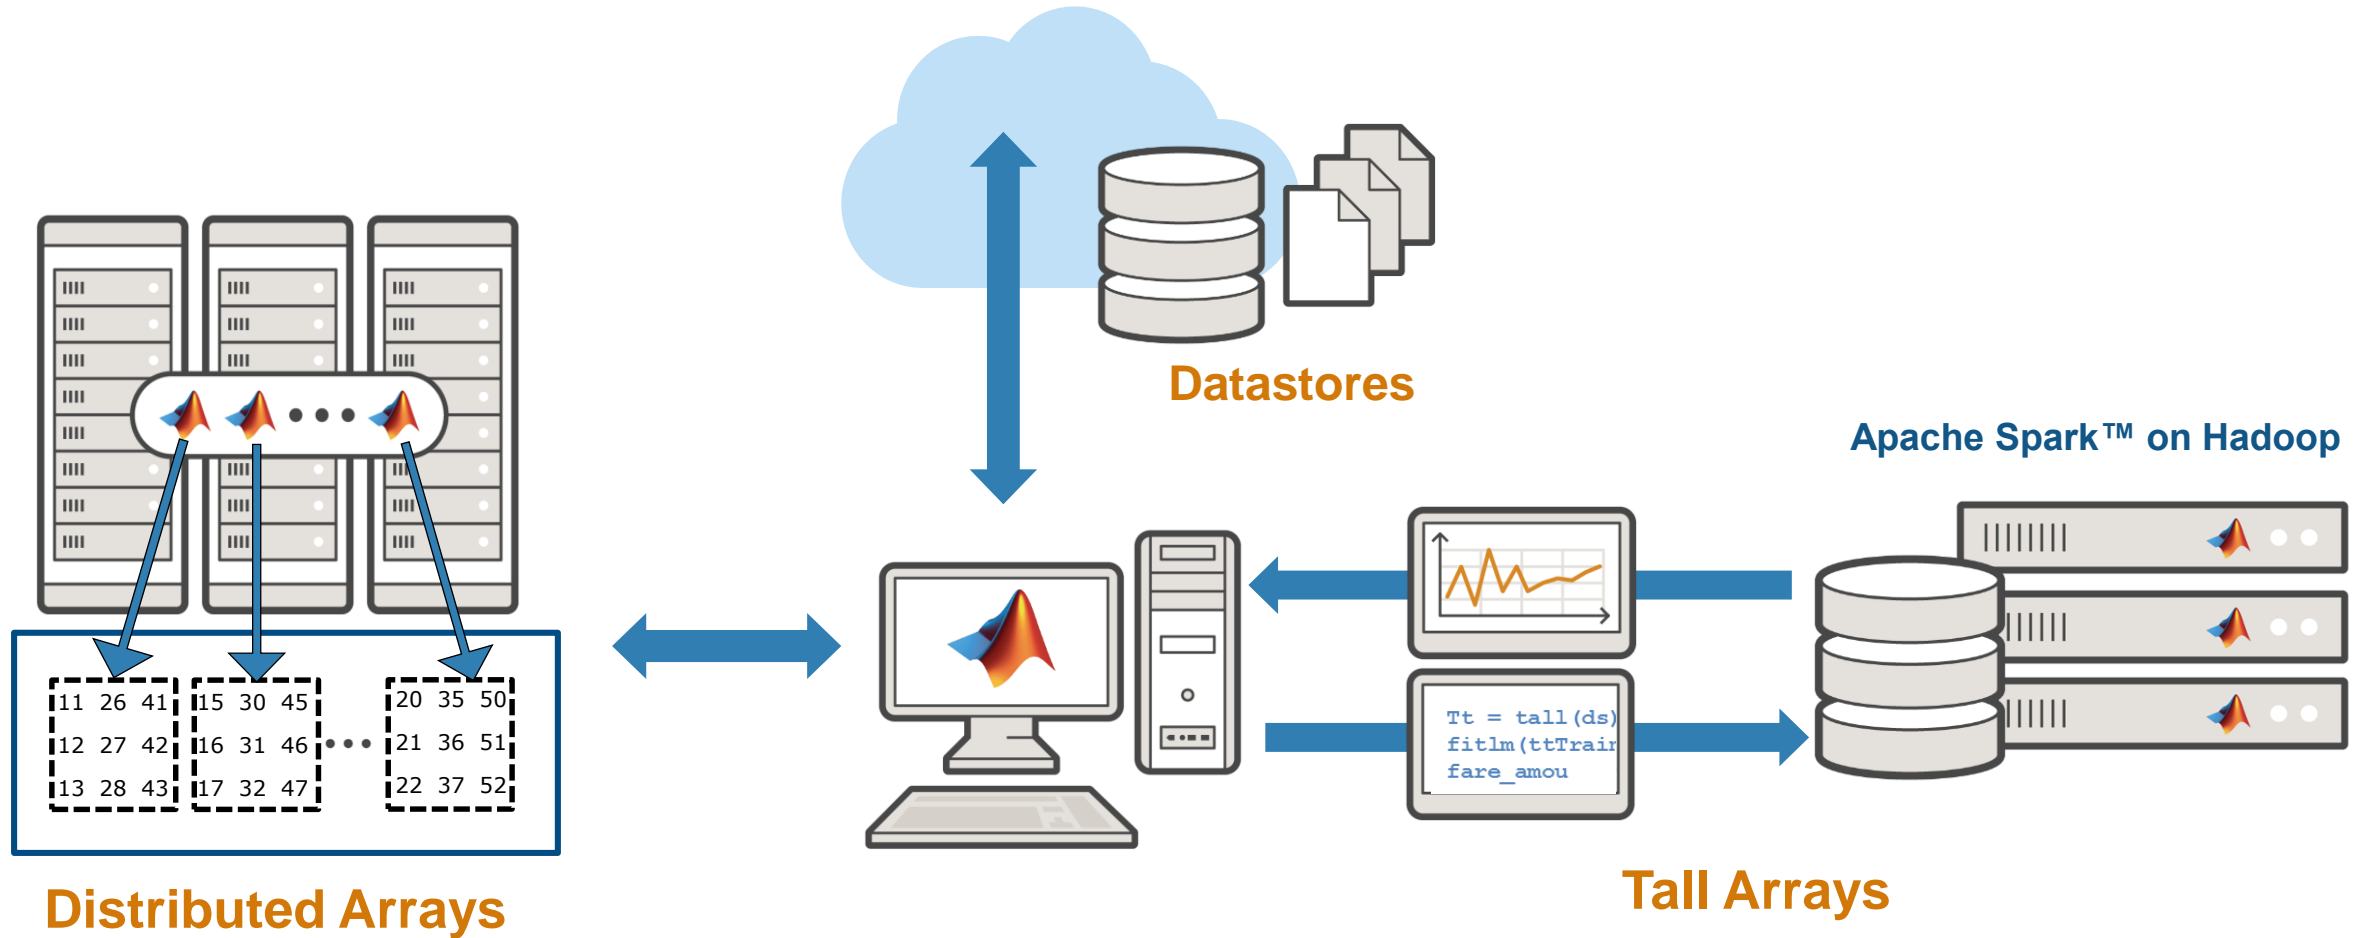 Datastores
Apache Spark™ on Hadoop
11 26 41 15 30 45 20 35 50
12 27 42 16 31 46 21 36 51
13 28 43 17 32 47 22 37 52
Tt = tall(ds)
fitlm(ttTrain
fare_amou
Distributed Arrays
Tall Arrays